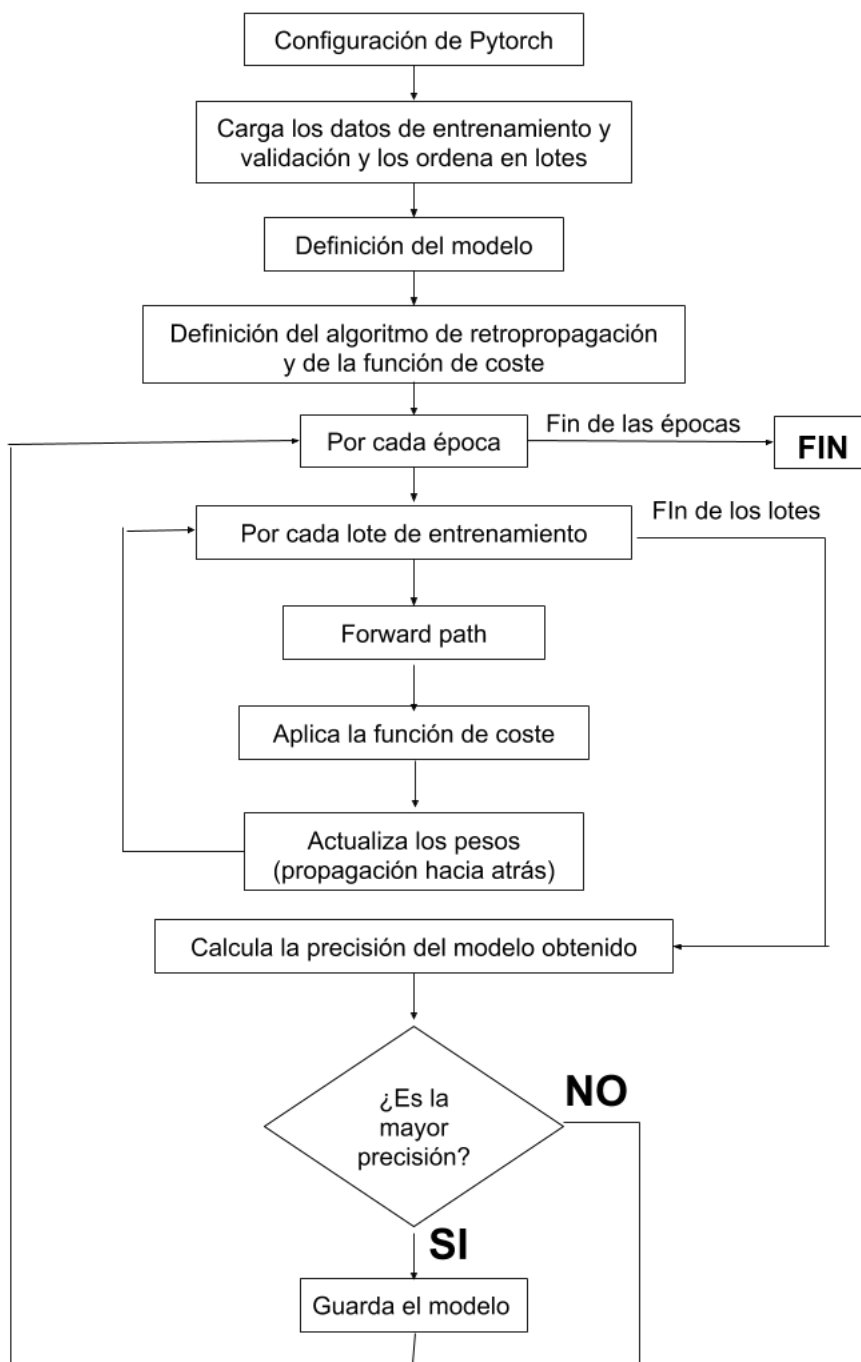 Configuración de Pytorch
Carga los datos de entrenamiento y
validación y los ordena en lotes
Definición del modelo
Definición del algoritmo de retropropagación
y de la función de coste
Por cada época
Fin de las épocas
FIN
Por cada lote de entrenamiento
FIn de los lotes
Forward path
Aplica la función de coste
Actualiza los pesos
(propagación hacia atrás)
Calcula la precisión del modelo obtenido
¿Es la
mayor
precisión?
NO
SI
Guarda el modelo